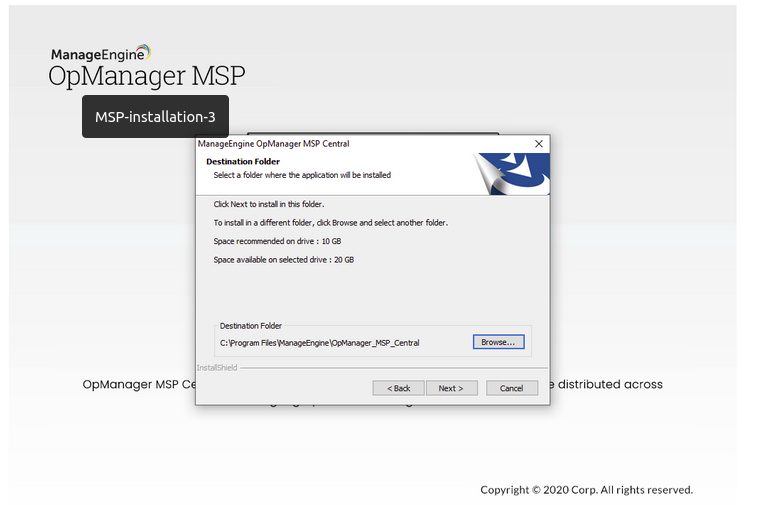 ManageEngine
OpManager MSP
MSP-installation-3
ManageEngine OpManager MSP Central
Destination Folder
Select a folder where the application will be installed
Click Next to install in this folder.
To install in a different folder, click Browse and select another folder.
Space recommended on drive : 10 GB
Space available on selected drive : 20 GB
Destination Folder
C:\Program Files\ManageEngine\OpManager_MSP_Central
Browse...
InstallShield
< Back Next > Cancel
OpManager MSP Ce
e distributed across
Copyright © 2020 Corp. All rights reserved.